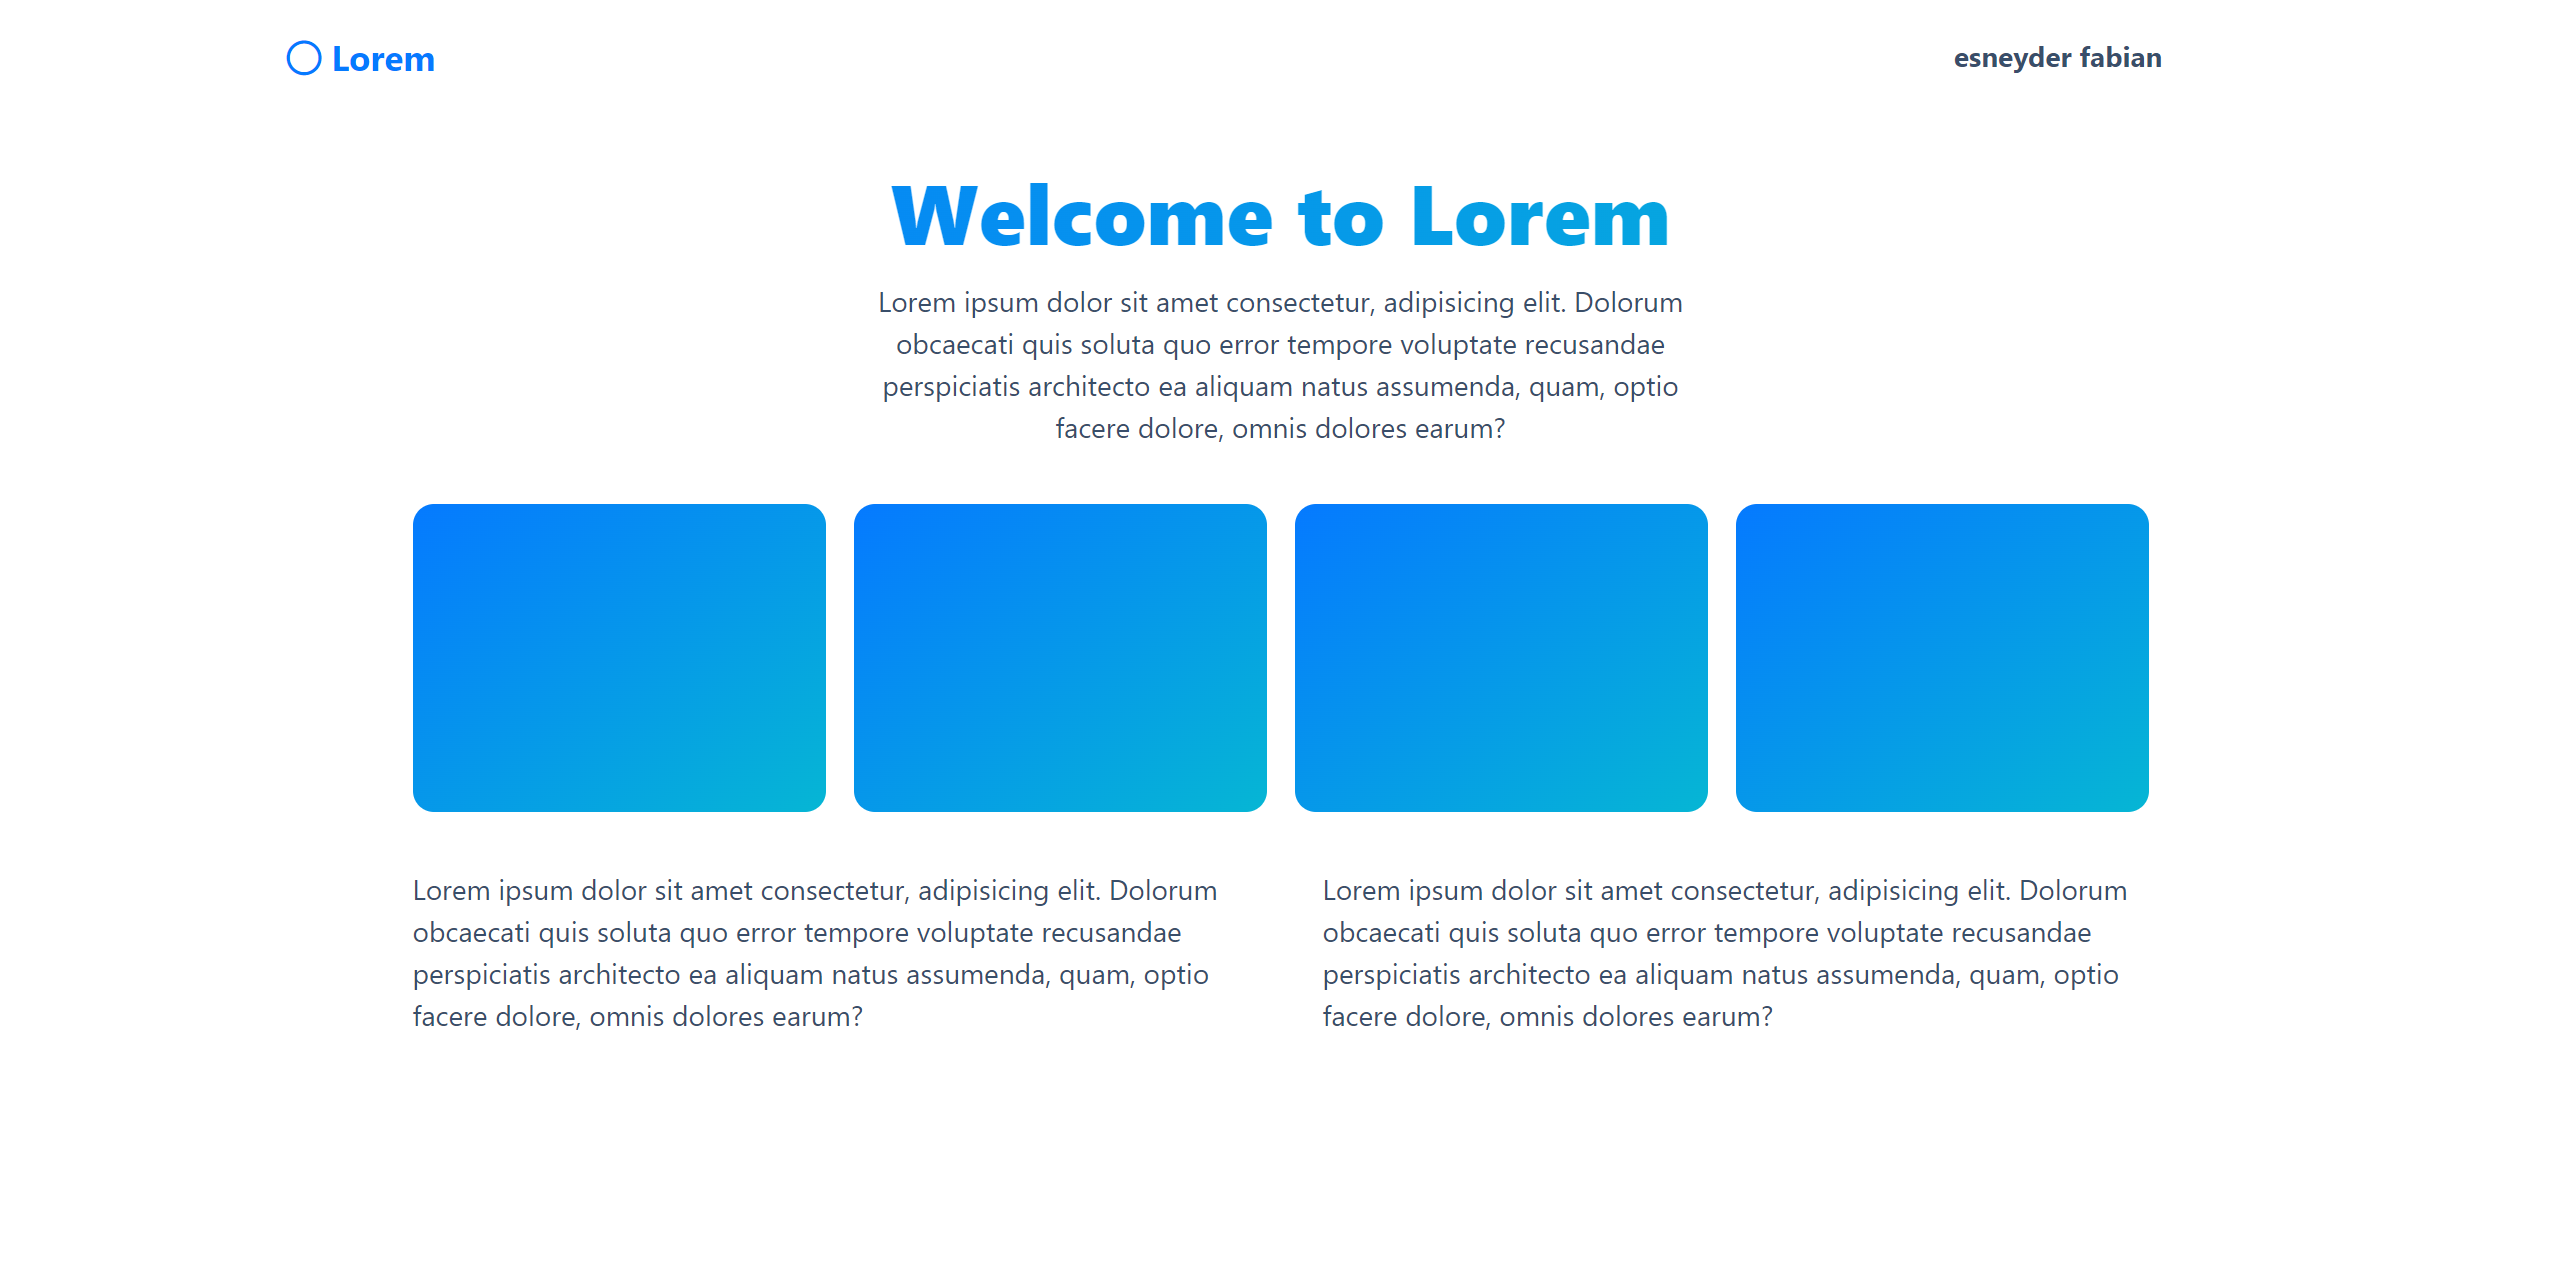 Lorem
esneyder fabian
Welcome to Lorem
Lorem ipsum dolor sit amet consectetur, adipisicing elit. Dolorum
obcaecati quis soluta quo error tempore voluptate recusandae
perspiciatis architecto ea aliquam natus assumenda, quam, optio
facere dolore, omnis dolores earum?
Lorem ipsum dolor sit amet consectetur, adipisicing elit. Dolorum
obcaecati quis soluta quo error tempore voluptate recusandae
perspiciatis architecto ea aliquam natus assumenda, quam, optio
facere dolore, omnis dolores earum?
Lorem ipsum dolor sit amet consectetur, adipisicing elit. Dolorum
obcaecati quis soluta quo error tempore voluptate recusandae
perspiciatis architecto ea aliquam natus assumenda, quam, optio
facere dolore, omnis dolores earum?